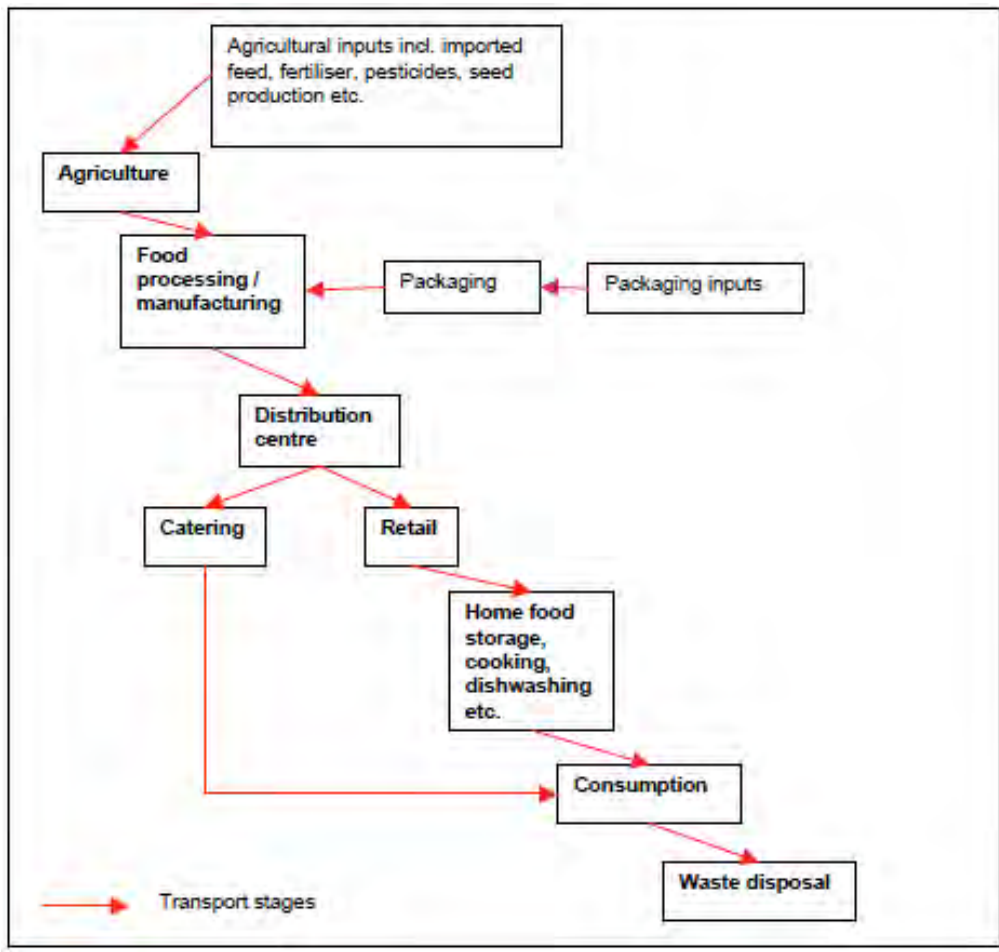 Agricultural inputs incl. imported
feed, fertiliser, pesticides, seed
production etc.
Agriculture
Food
processing /
manufacturing
Packaging
Packaging inputs
Distribution
centre
Catering
Retail
Home food
storage,
cooking,
dishwashing
etc.
Consumption
Waste disposal
Transport stages